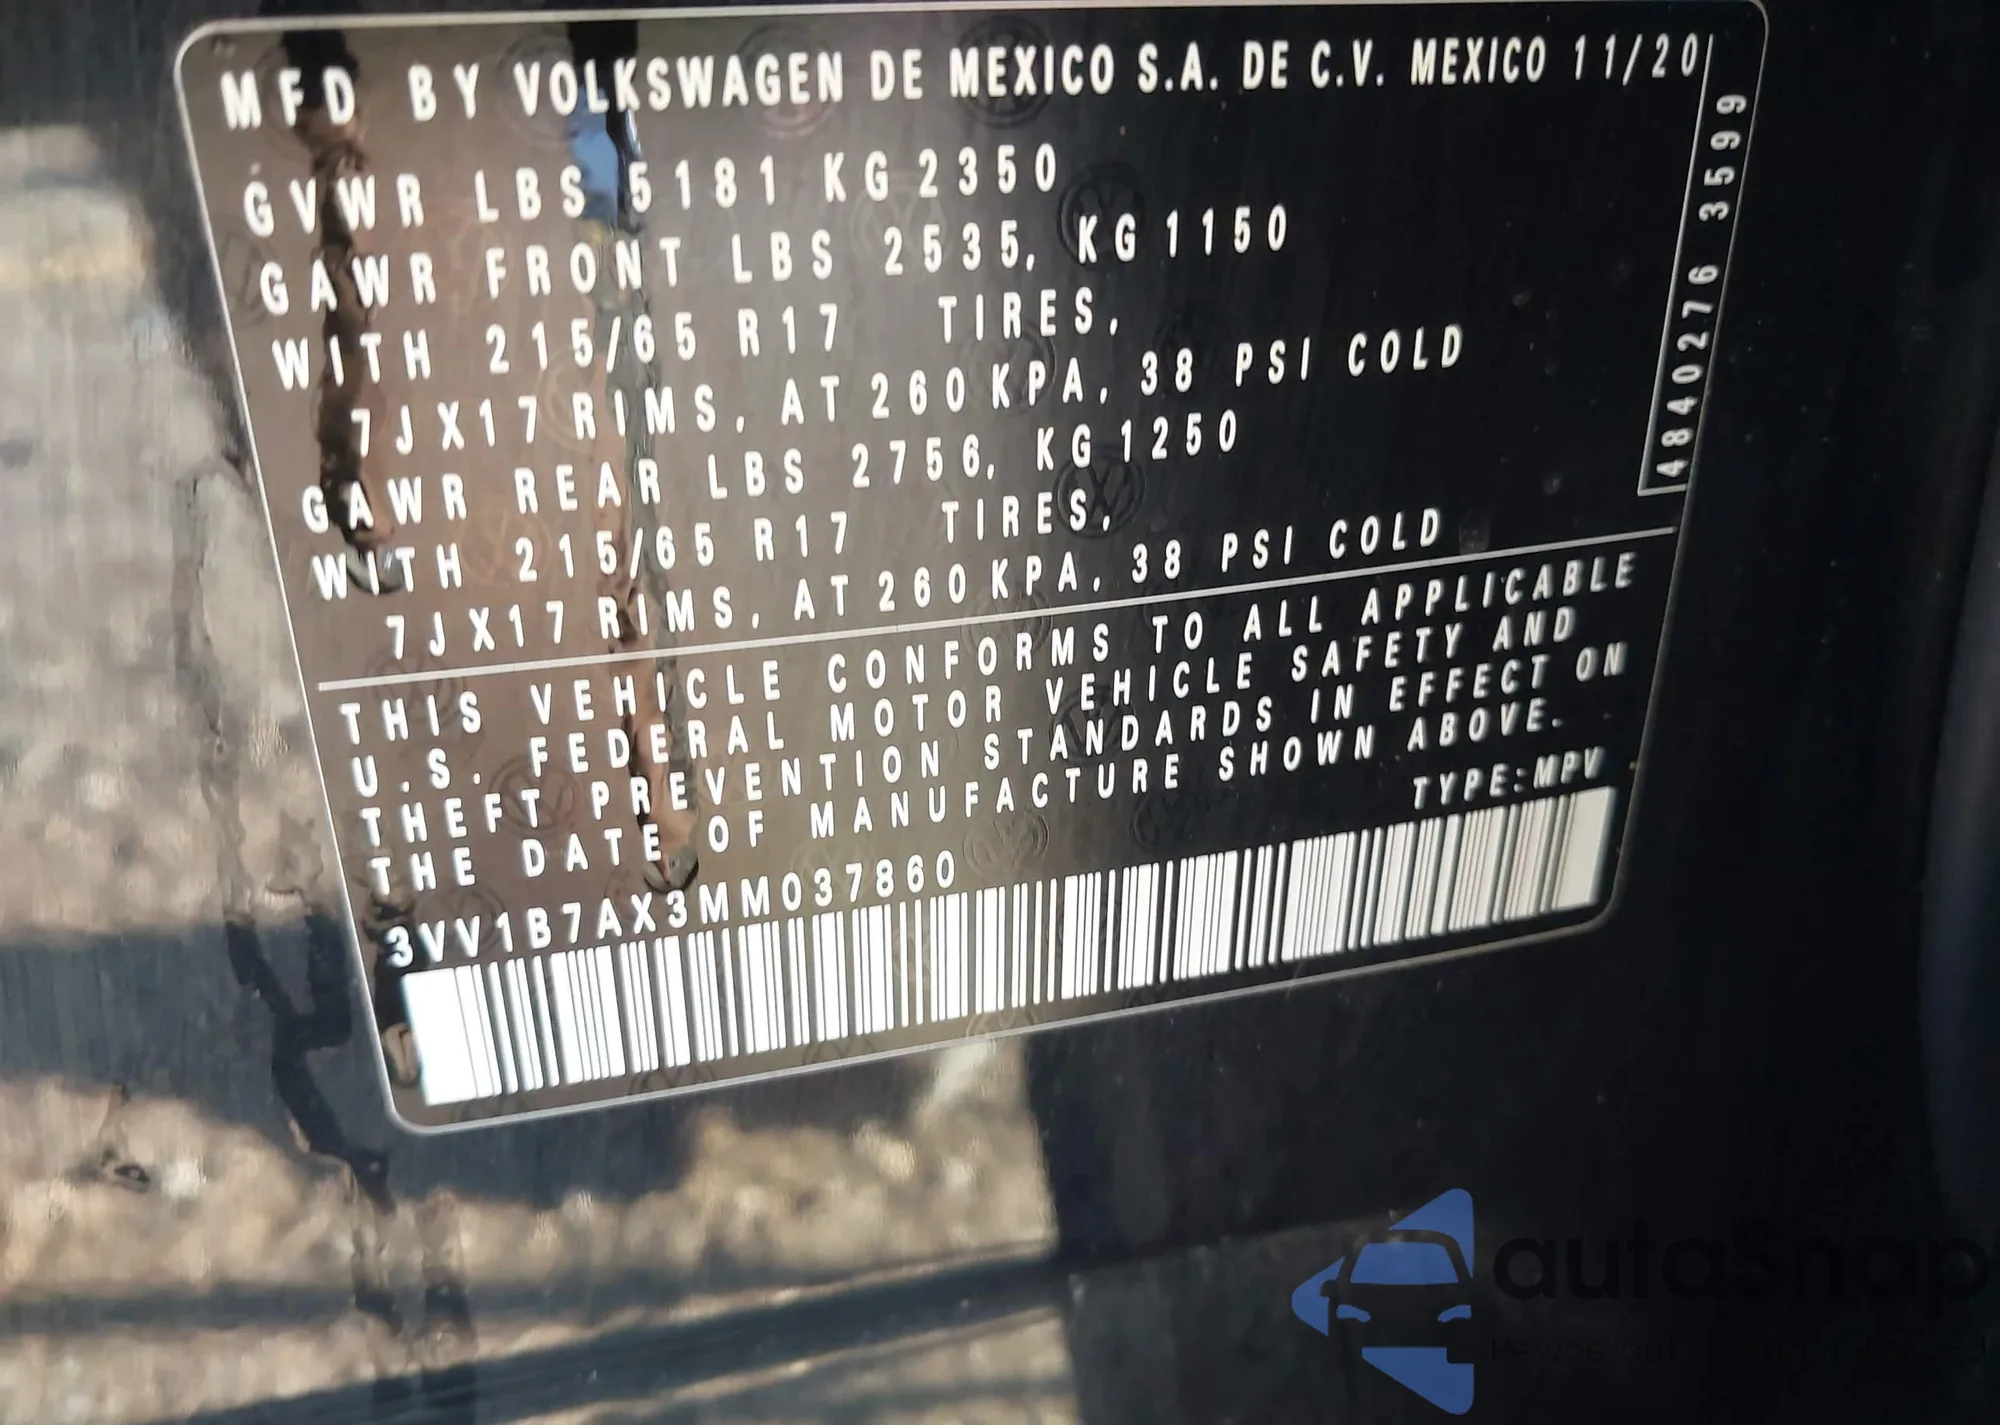 MFD BY VOLKSWAGEN DE MEXICO S.A. DE C.V. MEXICO 11/20
GVWR LBS 5181 KG 2350
GAWR FRONT LBS 2535, KG 1150
WITH 215/65 R17 TIRES,
7JX17 RIMS, AT 260 KPA, 38 PSI COLD
GAWR REAR LBS 2756, KG 1250
WITH 215/65 R17 TIRES,
7JX17 RIMS, AT 260 KPA, 38 PSI COLD
4840276 3599
THIS VEHICLE CONFORMS TO ALL APPLICABLE
U.S. FEDERAL MOTOR VEHICLE SAFETY AND
THEFT PREVENTION STANDARDS IN EFFECT ON
THE DATE OF MANUFACTURE SHOWN ABOVE.
TYPE:MPV
3VV1B7AX3MM037860
autaSnap